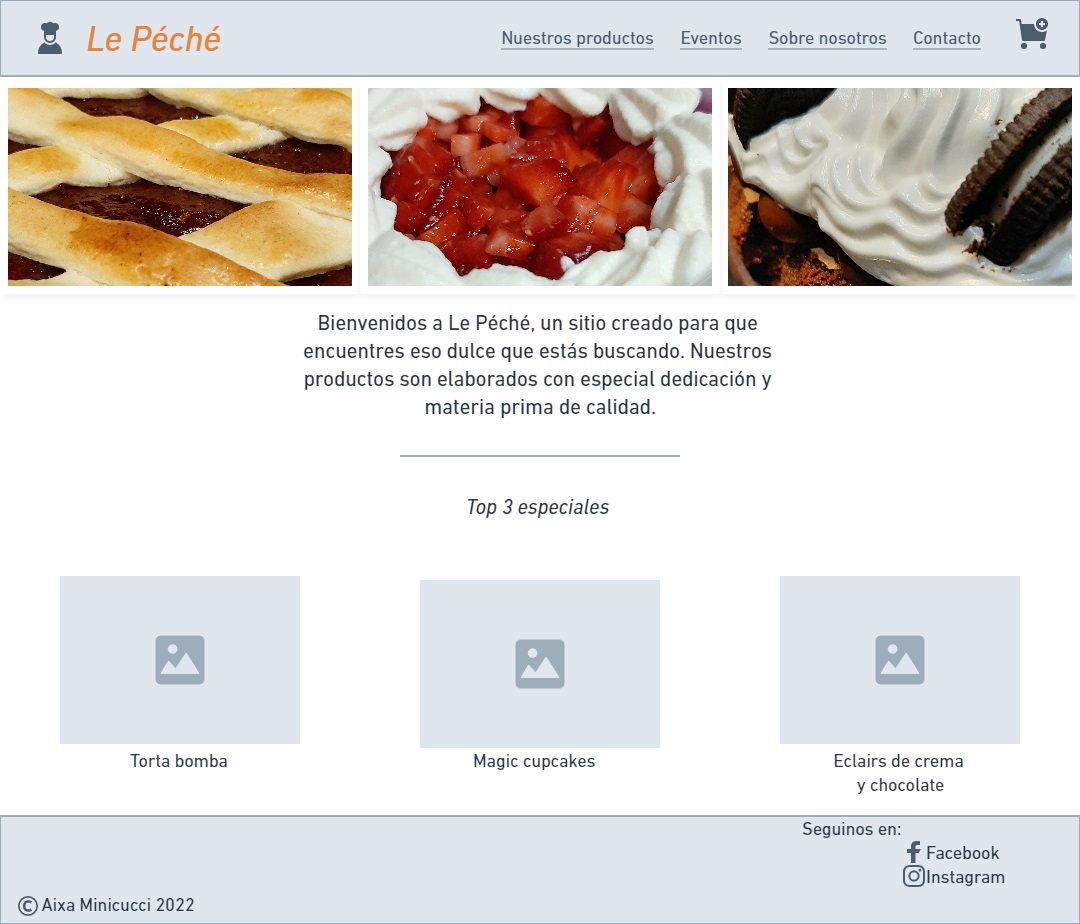 Le Péché
Nuestros productos
Eventos
Sobre nosotros
Contacto
Bienvenidos a Le Péché, un sitio creado para que
encuentres eso dulce que estás buscando. Nuestros
productos son elaborados con especial dedicación y
materia prima de calidad.
Top 3 especiales
Torta bomba
Magic cupcakes
Eclairs de crema
y chocolate
Seguinos en:
Facebook
Instagram
© Aixa Minicucci 2022